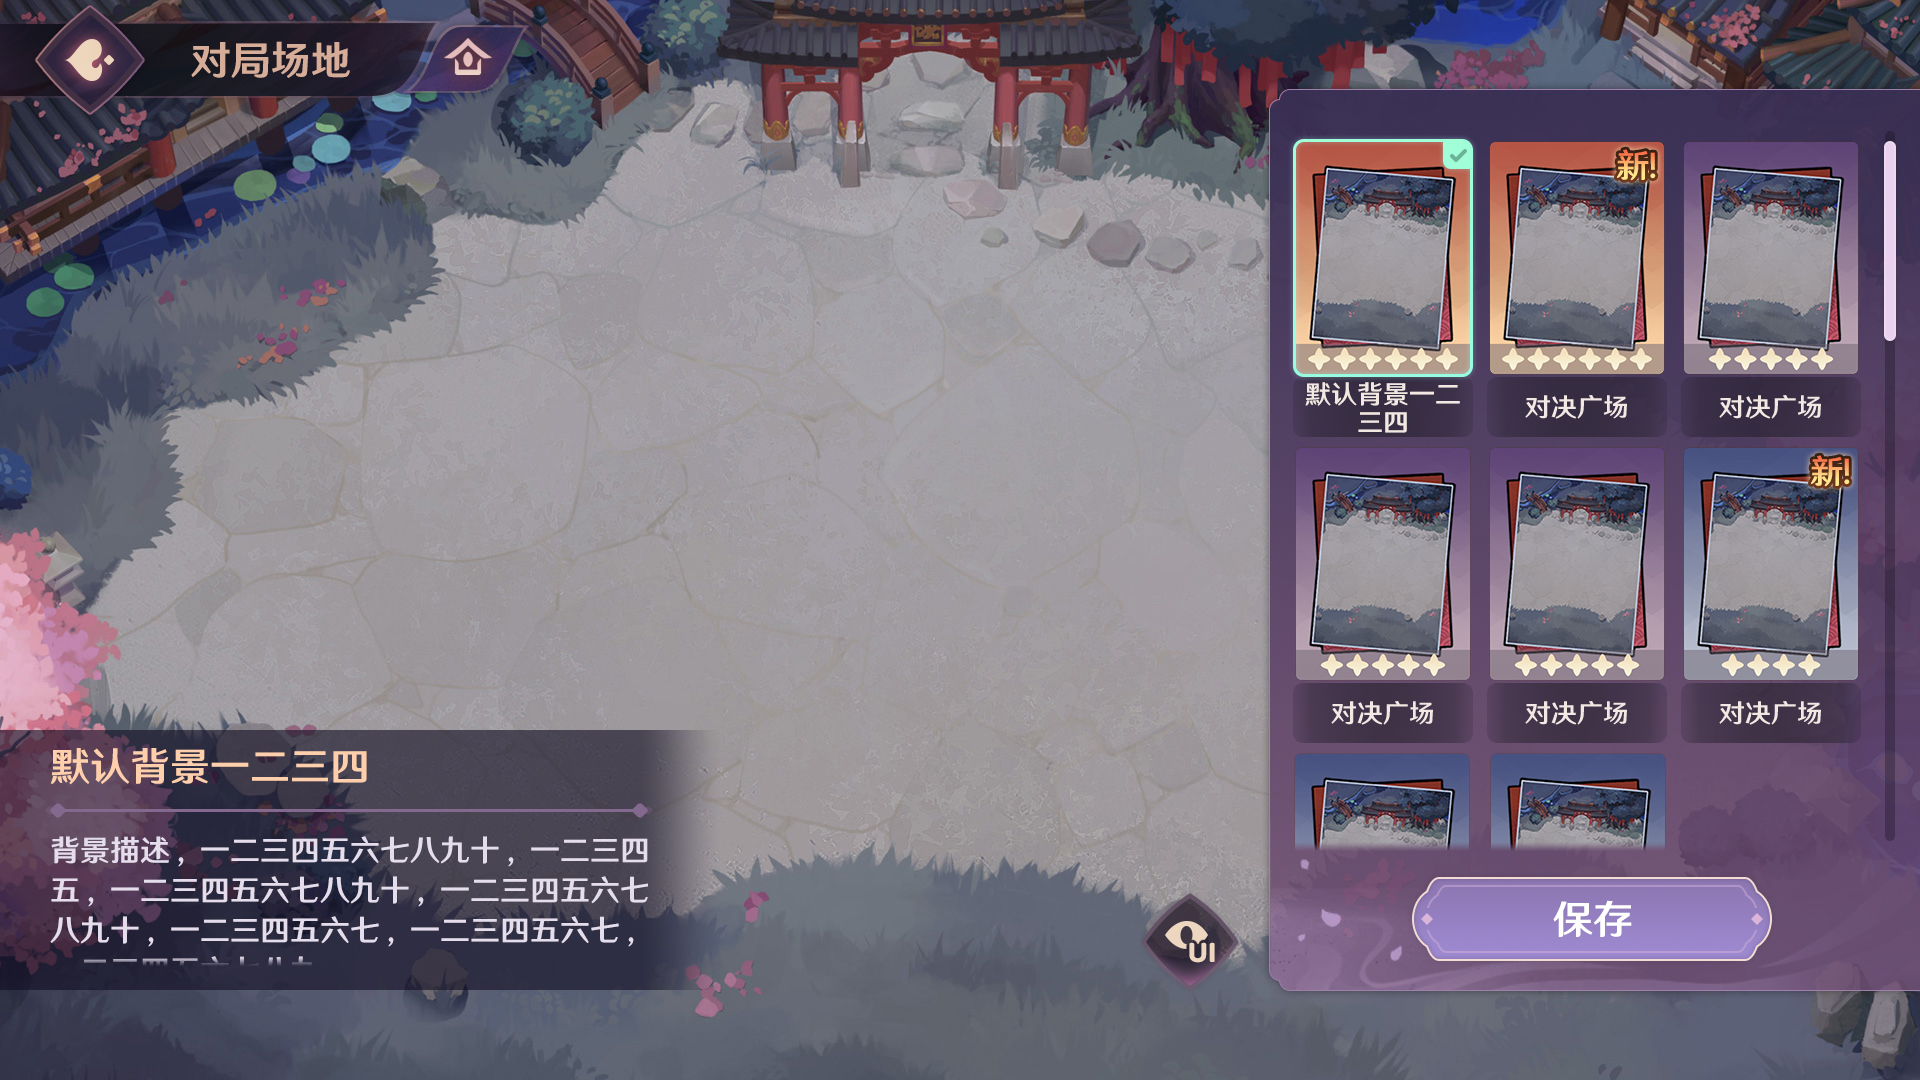 对局场地
新!
默认背景一二
三四
对决广场
对决广场
新!
对决广场
对决广场
对决广场
默认背景一二三四
背景描述，一二三四五六七八九十，一二三四
五，一二三四五六七八九十，一二三四五六七
八九十，一二三四五六七，一二三四五六七，
UI
保存